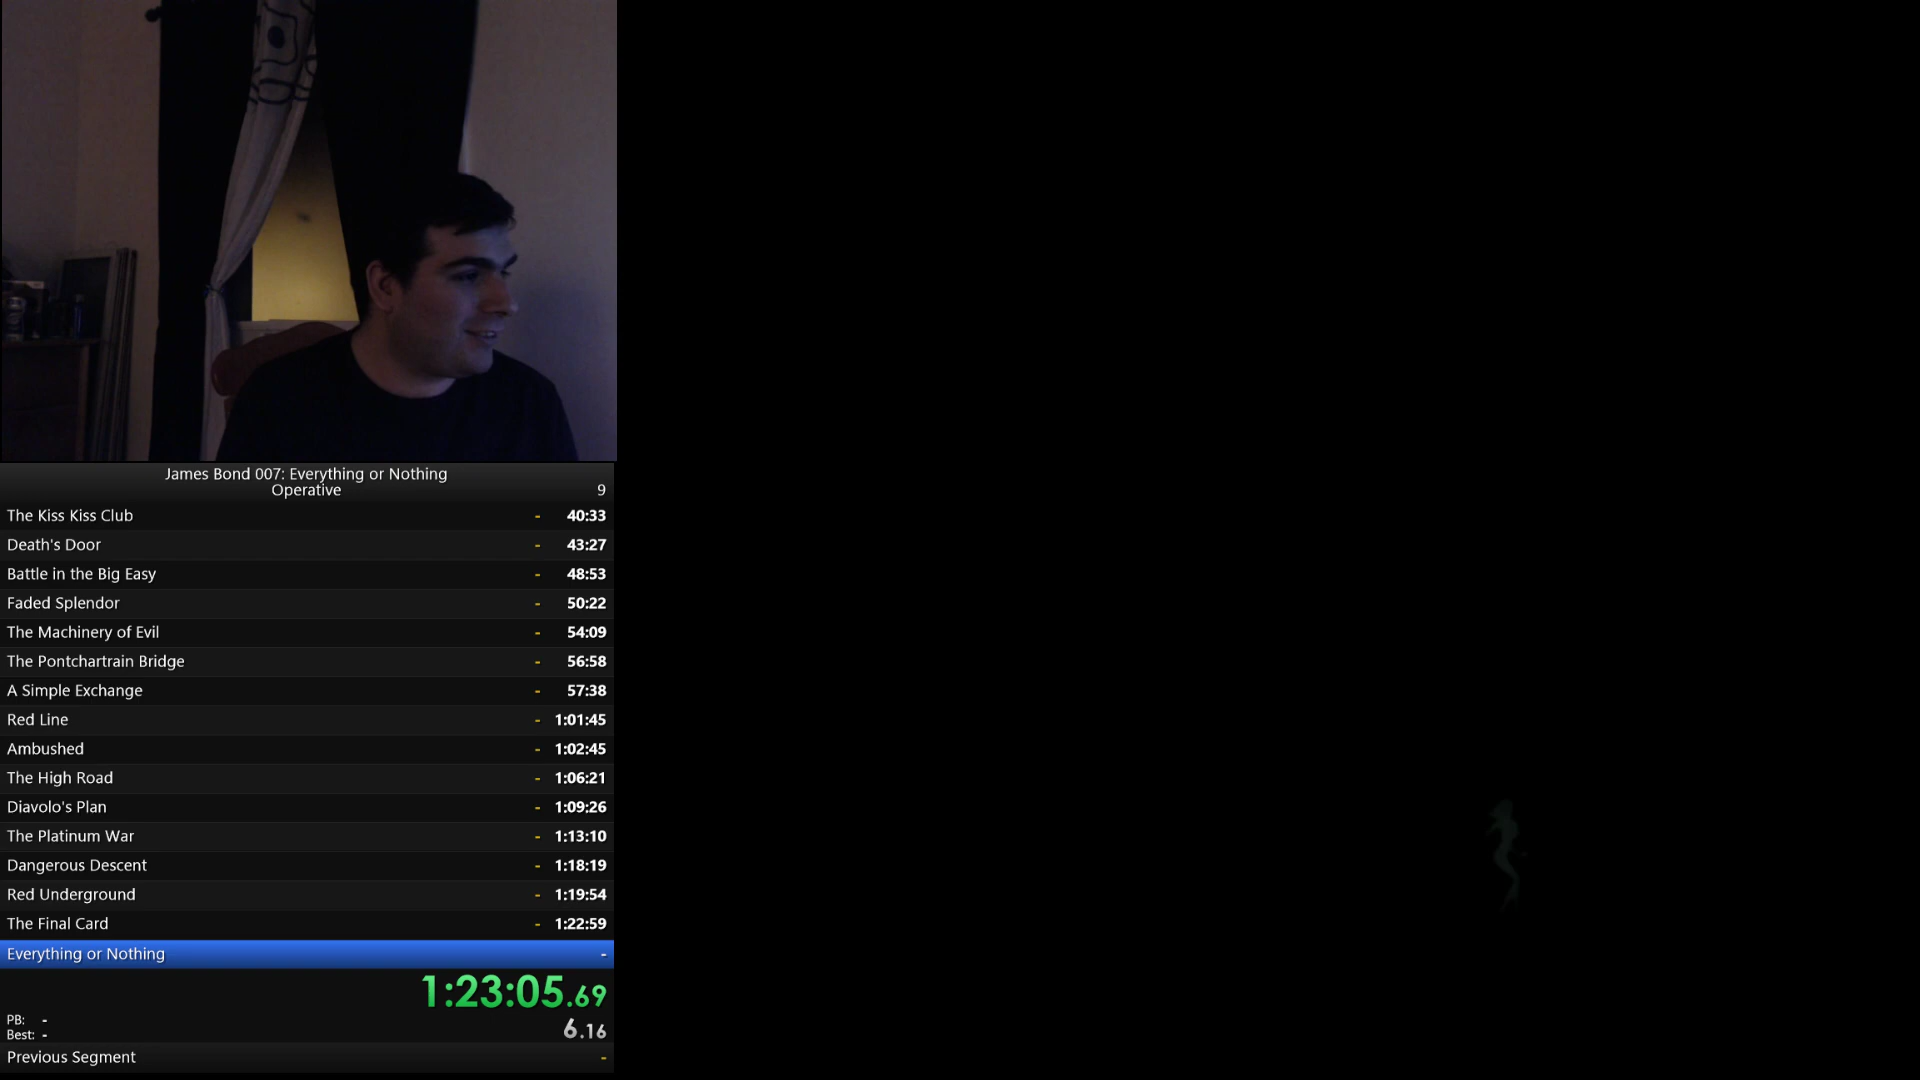 James Bond 007: Everything or Nothing
Operative 9
The Kiss Kiss Club - 40:33
Death's Door - 43:27
Battle in the Big Easy - 48:53
Faded Splendor - 50:22
The Machinery of Evil - 54:09
The Pontchartrain Bridge - 56:58
A Simple Exchange - 57:38
Red Line - 1:01:45
Ambushed - 1:02:45
The High Road - 1:06:21
Diavolo's Plan - 1:09:26
The Platinum War - 1:13:10
Dangerous Descent - 1:18:19
Red Underground - 1:19:54
The Final Card - 1:22:59
Everything or Nothing -
1:23:05.69
PB: - 6.16
Best: -
Previous Segment -